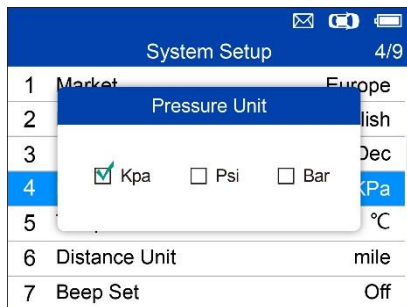 System Setup 4/9
1 Market Europe
Pressure Unit
2 lish
3 Dec
Kpa Psi Bar
4 KPa
5 ℃
6 Distance Unit mile
7 Beep Set Off